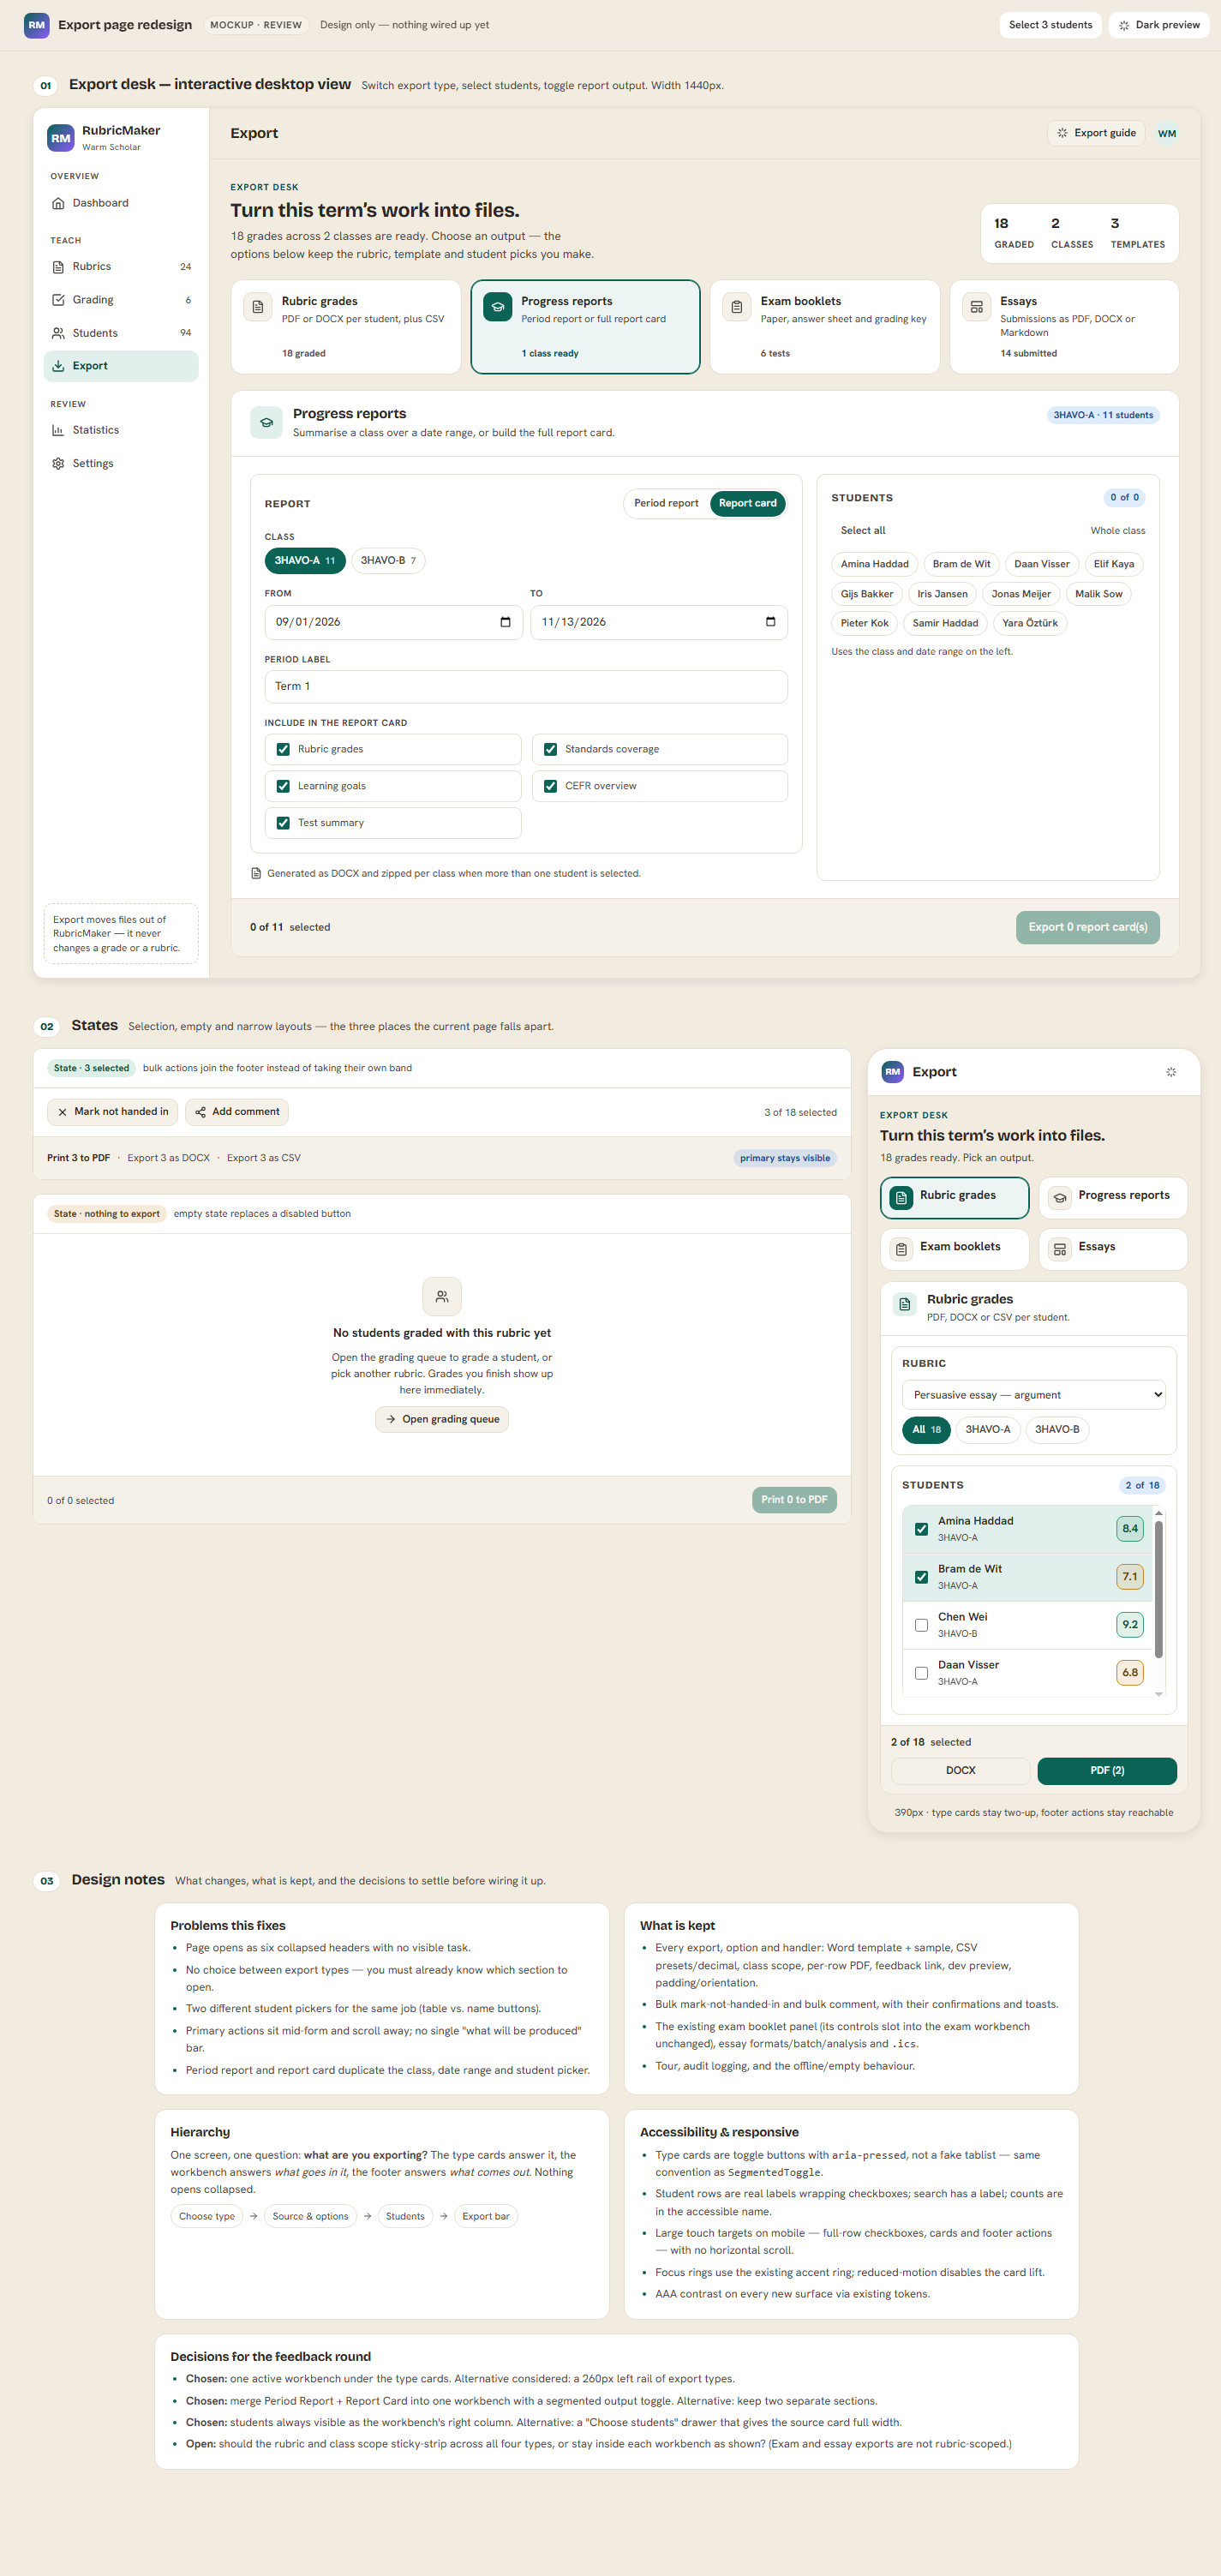 RM Export page redesign MOCKUP · REVIEW Design only — nothing wired up yet Select 3 students Dark preview
01 Export desk — interactive desktop view Switch export type, select students, toggle report output. Width 1440px.
RM RubricMaker
Warm Scholar
OVERVIEW
Dashboard
TEACH
Rubrics 24
Grading 6
Students 94
Export
REVIEW
Statistics
Settings
Export moves files out of
RubricMaker — it never
changes a grade or a rubric.
Export Export guide WM
EXPORT DESK
Turn this term's work into files.
18 grades across 2 classes are ready. Choose an output — the
options below keep the rubric, template and student picks you make.
18 2 3
GRADED CLASSES TEMPLATES
Rubric grades
PDF or DOCX per student, plus CSV
18 graded
Progress reports
Period report or full report card
1 class ready
Exam booklets
Paper, answer sheet and grading key
6 tests
Essays
Submissions as PDF, DOCX or
Markdown
14 submitted
Progress reports
Summarise a class over a date range, or build the full report card.
3HAVO-A · 11 students
REPORT Period report Report card
CLASS
3HAVO-A 11 3HAVO-B 7
FROM TO
09/01/2026 11/13/2026
PERIOD LABEL
Term 1
INCLUDE IN THE REPORT CARD
Rubric grades Standards coverage
Learning goals CEFR overview
Test summary
Generated as DOCX and zipped per class when more than one student is selected.
STUDENTS 0 of 0
Select all Whole class
Amina Haddad Bram de Wit Daan Visser Elif Kaya
Gijs Bakker Iris Jansen Jonas Meijer Malik Sow
Pieter Kok Samir Haddad Yara Öztürk
Uses the class and date range on the left.
0 of 11 selected Export 0 report card(s)
02 States Selection, empty and narrow layouts — the three places the current page falls apart.
State · 3 selected bulk actions join the footer instead of taking their own band
Mark not handed in Add comment 3 of 18 selected
Print 3 to PDF · Export 3 as DOCX · Export 3 as CSV primary stays visible
State · nothing to export empty state replaces a disabled button
No students graded with this rubric yet
Open the grading queue to grade a student, or
pick another rubric. Grades you finish show up
here immediately.
Open grading queue
0 of 0 selected Print 0 to PDF
RM Export
EXPORT DESK
Turn this term's work into files.
18 grades ready. Pick an output.
Rubric grades Progress reports
Exam booklets Essays
Rubric grades
PDF, DOCX or CSV per student.
RUBRIC
Persuasive essay — argument
All 18 3HAVO-A 3HAVO-B
STUDENTS 2 of 18
Amina Haddad 8.4
3HAVO-A
Bram de Wit 7.1
3HAVO-A
Chen Wei 9.2
3HAVO-B
Daan Visser 6.8
3HAVO-A
2 of 18 selected
DOCX PDF (2)
390px · type cards stay two-up, footer actions stay reachable
03 Design notes What changes, what is kept, and the decisions to settle before wiring it up.
Problems this fixes
• Page opens as six collapsed headers with no visible task.
• No choice between export types — you must already know which section to
open.
• Two different student pickers for the same job (table vs. name buttons).
• Primary actions sit mid-form and scroll away; no single "what will be produced"
bar.
• Period report and report card duplicate the class, date range and student picker.
What is kept
• Every export, option and handler: Word template + sample, CSV
presets/decimal, class scope, per-row PDF, feedback link, dev preview,
padding/orientation.
• Bulk mark-not-handed-in and bulk comment, with their confirmations and toasts.
• The existing exam booklet panel (its controls slot into the exam workbench
unchanged), essay formats/batch/analysis and .ics.
• Tour, audit logging, and the offline/empty behaviour.
Hierarchy
One screen, one question: what are you exporting? The type cards answer it, the
workbench answers what goes in it, the footer answers what comes out. Nothing
opens collapsed.
Choose type → Source & options → Students → Export bar
Accessibility & responsive
• Type cards are toggle buttons with aria-pressed, not a fake tablist — same
convention as SegmentedToggle.
• Student rows are real labels wrapping checkboxes; search has a label; counts are
in the accessible name.
• Large touch targets on mobile — full-row checkboxes, cards and footer actions
— with no horizontal scroll.
• Focus rings use the existing accent ring; reduced-motion disables the card lift.
• AAA contrast on every new surface via existing tokens.
Decisions for the feedback round
• Chosen: one active workbench under the type cards. Alternative considered: a 260px left rail of export types.
• Chosen: merge Period Report + Report Card into one workbench with a segmented output toggle. Alternative: keep two separate sections.
• Chosen: students always visible as the workbench's right column. Alternative: a "Choose students" drawer that gives the source card full width.
• Open: should the rubric and class scope sticky-strip across all four types, or stay inside each workbench as shown? (Exam and essay exports are not rubric-scoped.)